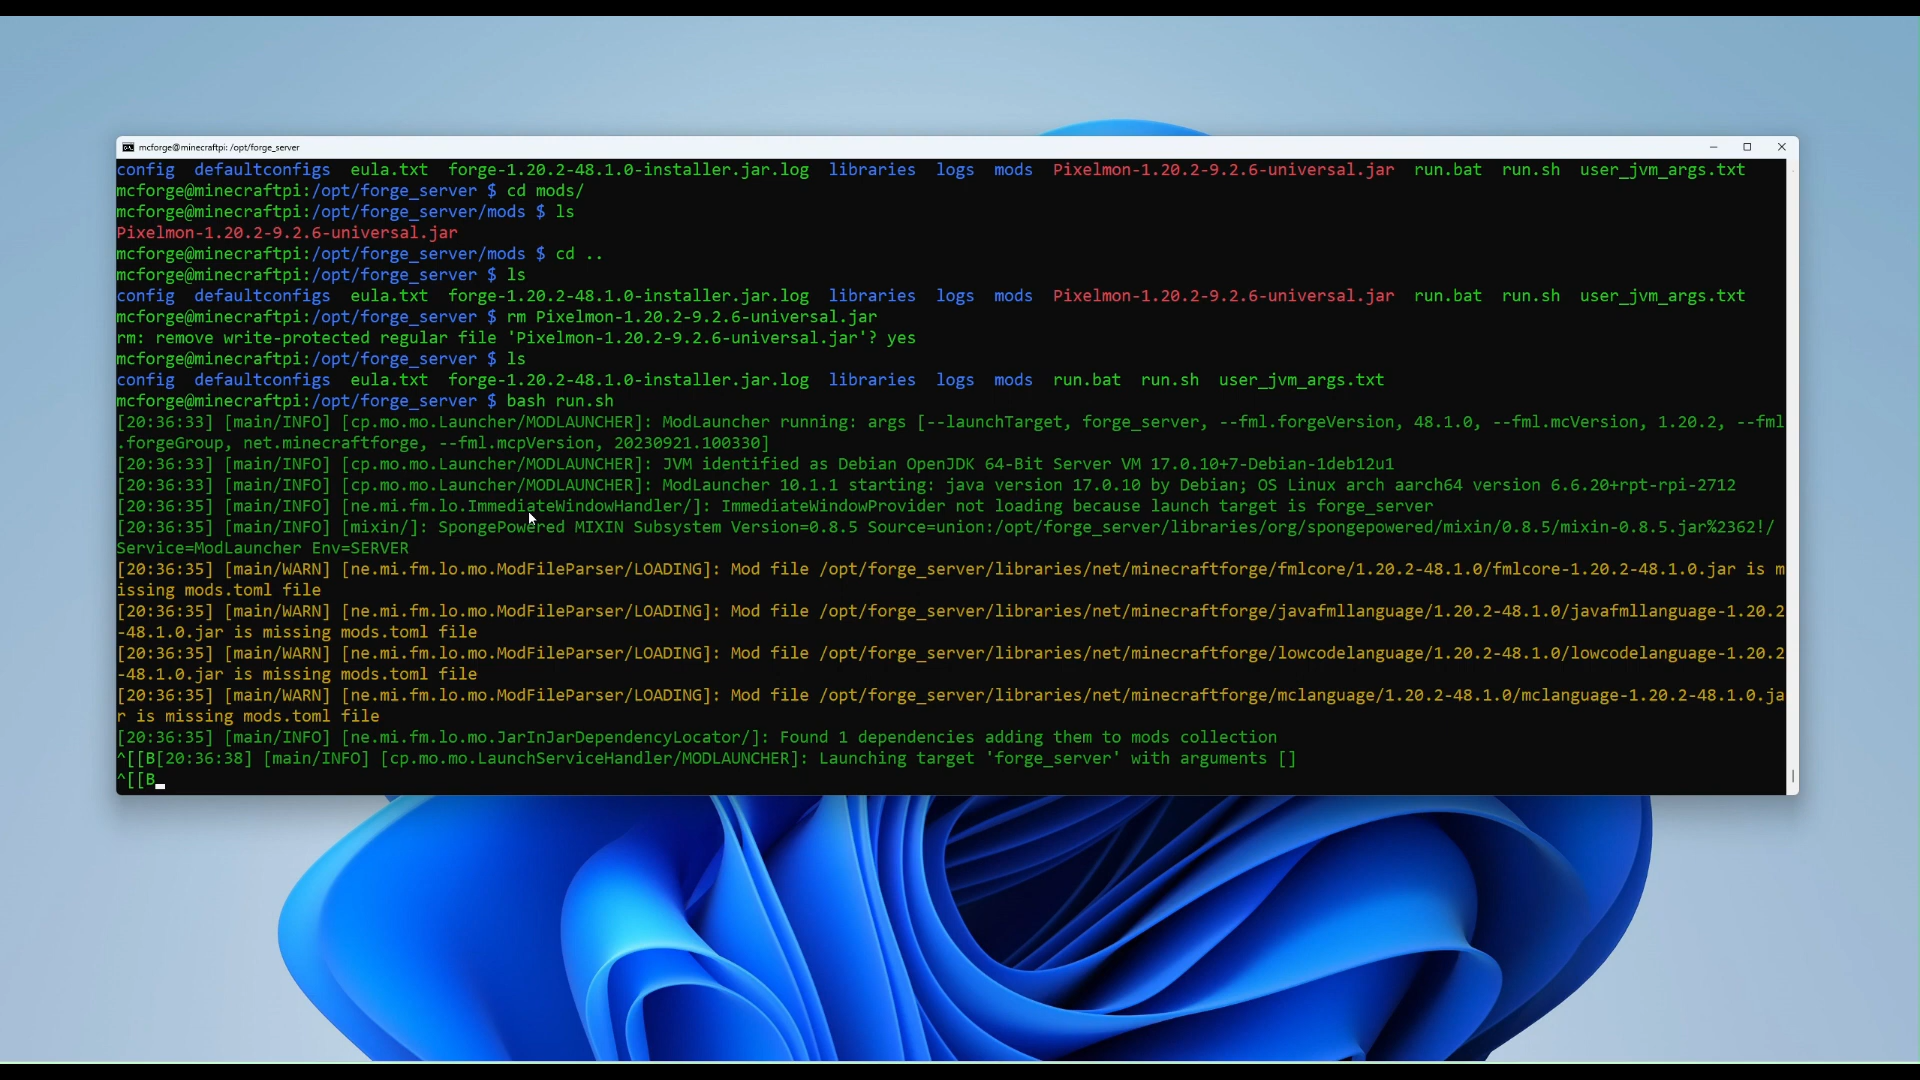 mcforge@minecraftpi: /opt/forge_server
config  defaultconfigs  eula.txt  forge-1.20.2-48.1.0-installer.jar.log  libraries  logs  mods  Pixelmon-1.20.2-9.2.6-universal.jar  run.bat  run.sh  user_jvm_args.txt
mcforge@minecraftpi:/opt/forge_server $ cd mods/
mcforge@minecraftpi:/opt/forge_server/mods $ ls
Pixelmon-1.20.2-9.2.6-universal.jar
mcforge@minecraftpi:/opt/forge_server/mods $ cd ..
mcforge@minecraftpi:/opt/forge_server $ ls
config  defaultconfigs  eula.txt  forge-1.20.2-48.1.0-installer.jar.log  libraries  logs  mods  Pixelmon-1.20.2-9.2.6-universal.jar  run.bat  run.sh  user_jvm_args.txt
mcforge@minecraftpi:/opt/forge_server $ rm Pixelmon-1.20.2-9.2.6-universal.jar
rm: remove write-protected regular file 'Pixelmon-1.20.2-9.2.6-universal.jar'? yes
mcforge@minecraftpi:/opt/forge_server $ ls
config  defaultconfigs  eula.txt  forge-1.20.2-48.1.0-installer.jar.log  libraries  logs  mods  run.bat  run.sh  user_jvm_args.txt
mcforge@minecraftpi:/opt/forge_server $ bash run.sh
[20:36:33] [main/INFO] [cp.mo.mo.Launcher/MODLAUNCHER]: ModLauncher running: args [--launchTarget, forge_server, --fml.forgeVersion, 48.1.0, --fml.mcVersion, 1.20.2, --fml
.forgeGroup, net.minecraftforge, --fml.mcpVersion, 20230921.100330]
[20:36:33] [main/INFO] [cp.mo.mo.Launcher/MODLAUNCHER]: JVM identified as Debian OpenJDK 64-Bit Server VM 17.0.10+7-Debian-1deb12u1
[20:36:33] [main/INFO] [cp.mo.mo.Launcher/MODLAUNCHER]: ModLauncher 10.1.1 starting: java version 17.0.10 by Debian; OS Linux arch aarch64 version 6.6.20+rpt-rpi-2712
[20:36:35] [main/INFO] [ne.mi.fm.lo.ImmediateWindowHandler/]: ImmediateWindowProvider not loading because launch target is forge_server
[20:36:35] [main/INFO] [mixin/]: SpongePowered MIXIN Subsystem Version=0.8.5 Source=union:/opt/forge_server/libraries/org/spongepowered/mixin/0.8.5/mixin-0.8.5.jar%2362!/
Service=ModLauncher Env=SERVER
[20:36:35] [main/WARN] [ne.mi.fm.lo.mo.ModFileParser/LOADING]: Mod file /opt/forge_server/libraries/net/minecraftforge/fmlcore/1.20.2-48.1.0/fmlcore-1.20.2-48.1.0.jar is m
issing mods.toml file
[20:36:35] [main/WARN] [ne.mi.fm.lo.mo.ModFileParser/LOADING]: Mod file /opt/forge_server/libraries/net/minecraftforge/javafmllanguage/1.20.2-48.1.0/javafmllanguage-1.20.2
-48.1.0.jar is missing mods.toml file
[20:36:35] [main/WARN] [ne.mi.fm.lo.mo.ModFileParser/LOADING]: Mod file /opt/forge_server/libraries/net/minecraftforge/lowcodelanguage/1.20.2-48.1.0/lowcodelanguage-1.20.2
-48.1.0.jar is missing mods.toml file
[20:36:35] [main/WARN] [ne.mi.fm.lo.mo.ModFileParser/LOADING]: Mod file /opt/forge_server/libraries/net/minecraftforge/mclanguage/1.20.2-48.1.0/mclanguage-1.20.2-48.1.0.ja
r is missing mods.toml file
[20:36:35] [main/INFO] [ne.mi.fm.lo.mo.JarInJarDependencyLocator/]: Found 1 dependencies adding them to mods collection
^[[B[20:36:38] [main/INFO] [cp.mo.mo.LaunchServiceHandler/MODLAUNCHER]: Launching target 'forge_server' with arguments []
^[[B